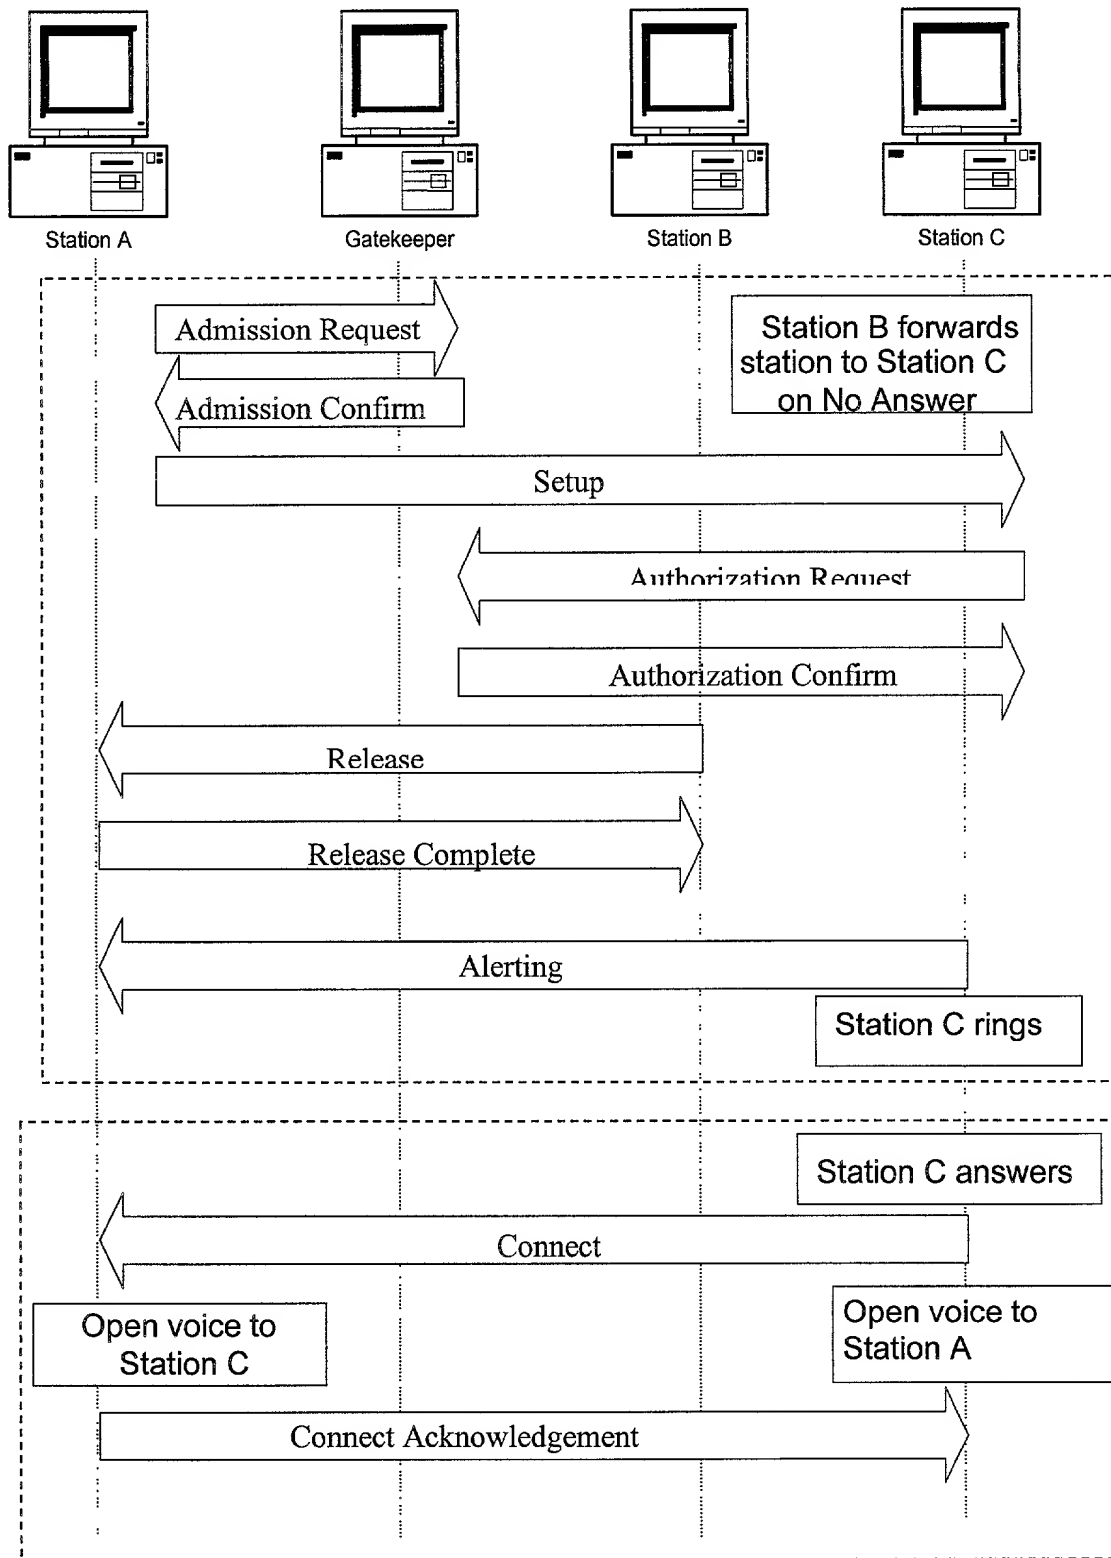 Station A
Gatekeeper
Station B
Station C
Admission Request
Station B forwards
station to Station C
on No Answer
Admission Confirm
Setup
Authorization Request
Authorization Confirm
Release
Release Complete
Alerting
Station C rings
Station C answers
Connect
Open voice to
Station C
Open voice to
Station A
Connect Acknowledgement